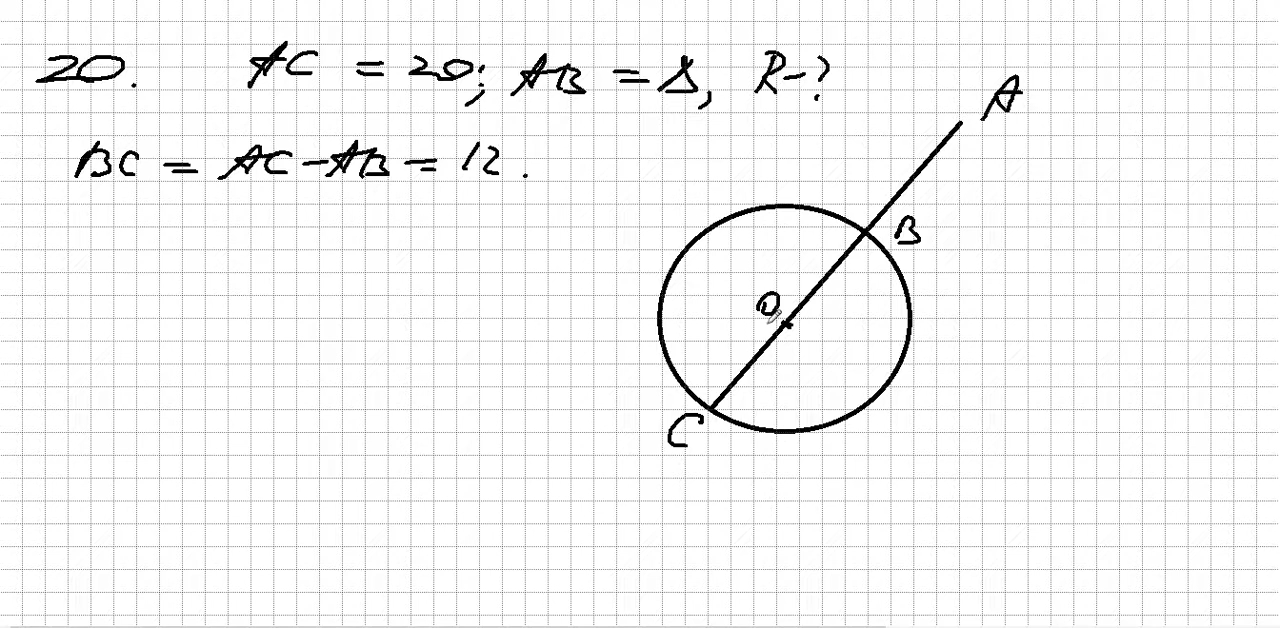 20. AC = 20; AB = 8, R-?
BC = AC - AB = 12.
A
B
O
C